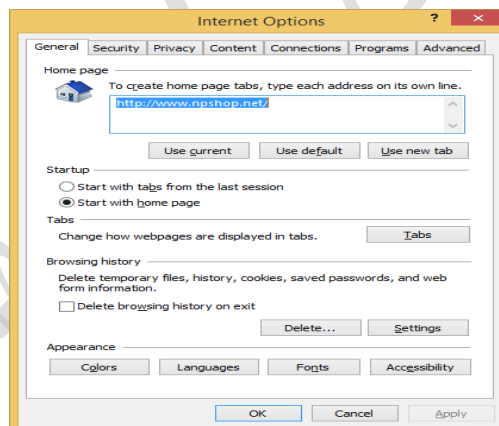 Internet Options
?
General Security Privacy Content Connections Programs Advanced
Home page
To create home page tabs, type each address on its own line.
http://www.npshop.net/
Use current Use default Use new tab
Startup
Start with tabs from the last session
Start with home page
Tabs
Change how webpages are displayed in tabs. Tabs
Browsing history
Delete temporary files, history, cookies, saved passwords, and web
form information.
Delete browsing history on exit
Delete... Settings
Appearance
Colors Languages Fonts Accessibility
OK Cancel Apply